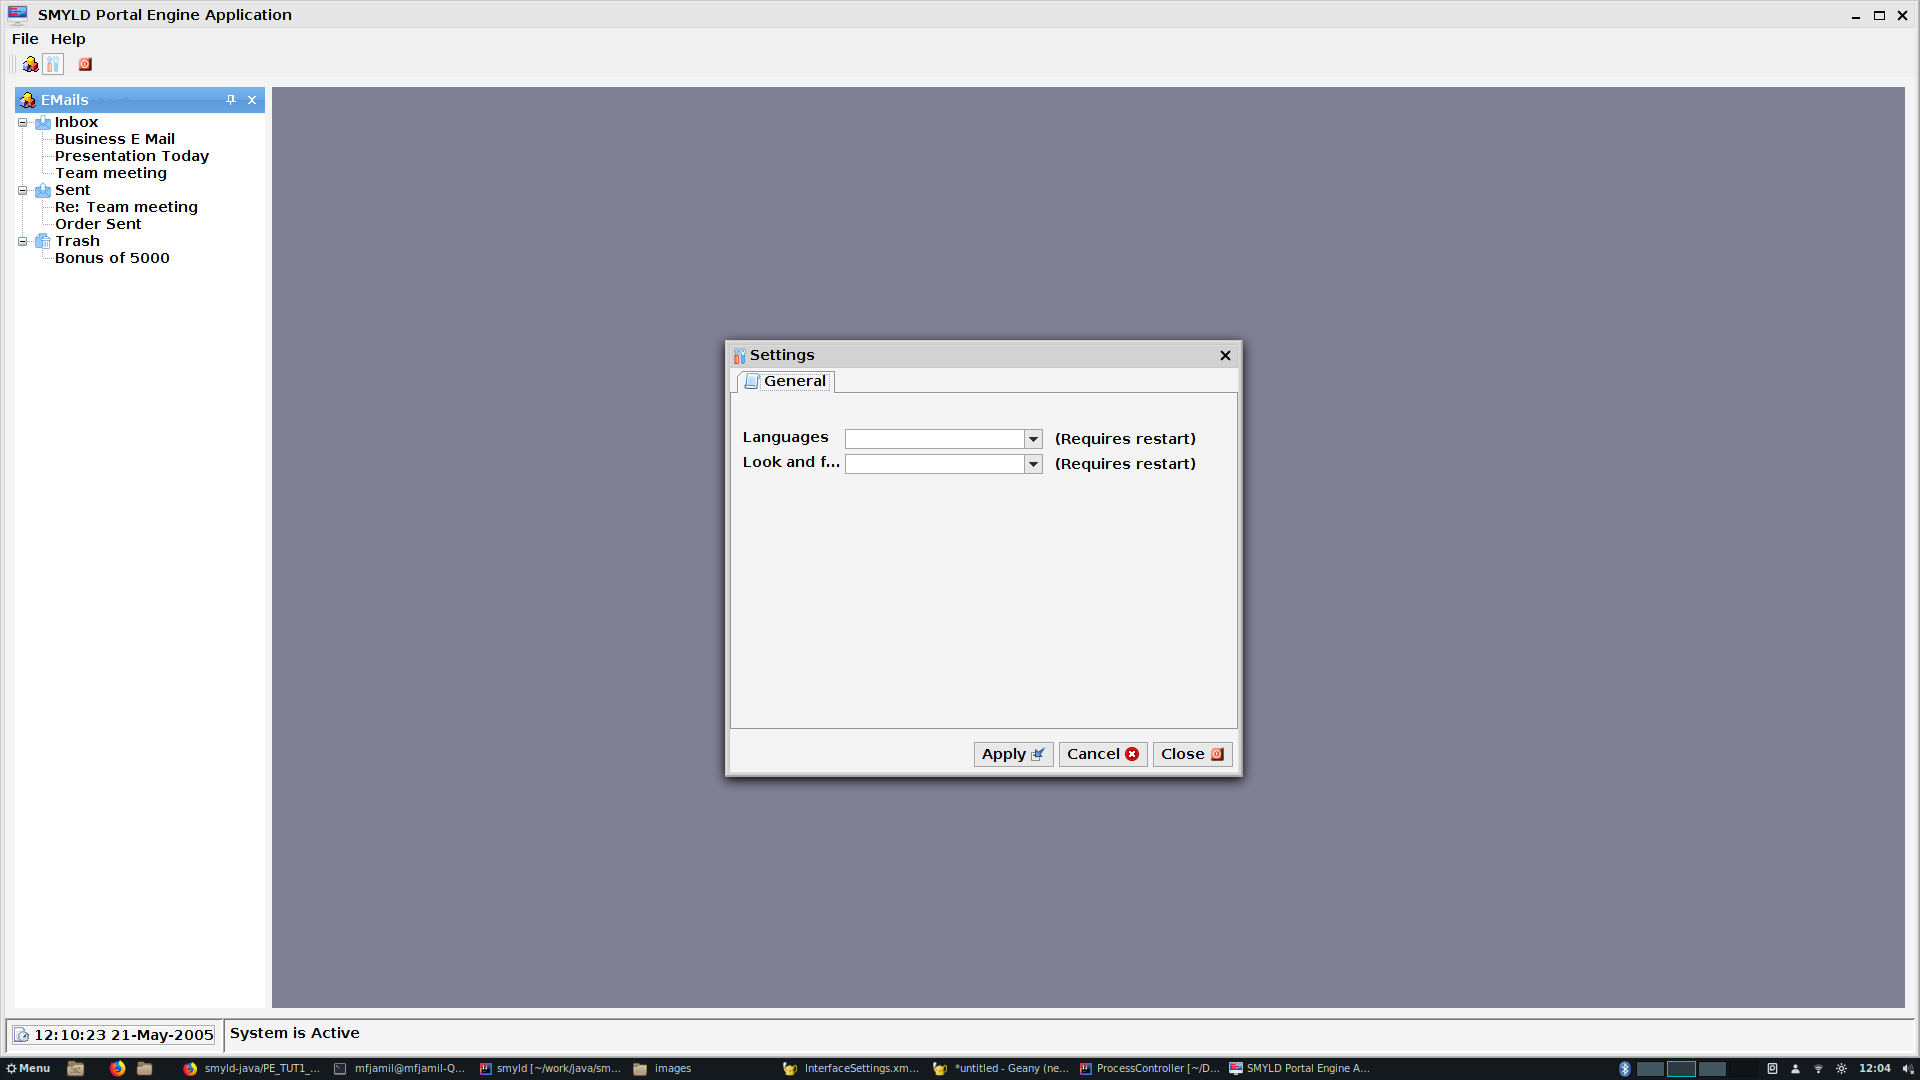 SMYLD Portal Engine Application
File Help
EMails
Inbox
Business E Mail
Presentation Today
Team meeting
Sent
Re: Team meeting
Order Sent
Trash
Bonus of 5000
Settings
General
Languages (Requires restart)
Look and f... (Requires restart)
Apply Cancel Close
12:10:23 21-May-2005 System is Active
Menu smyld-java/PE_TUT1_... mfjamil@mfjamil-Q... smyld [~/work/java/sm... images InterfaceSettings.xm... *untitled - Geany (ne... ProcessController [~/D... SMYLD Portal Engine A... 12:04